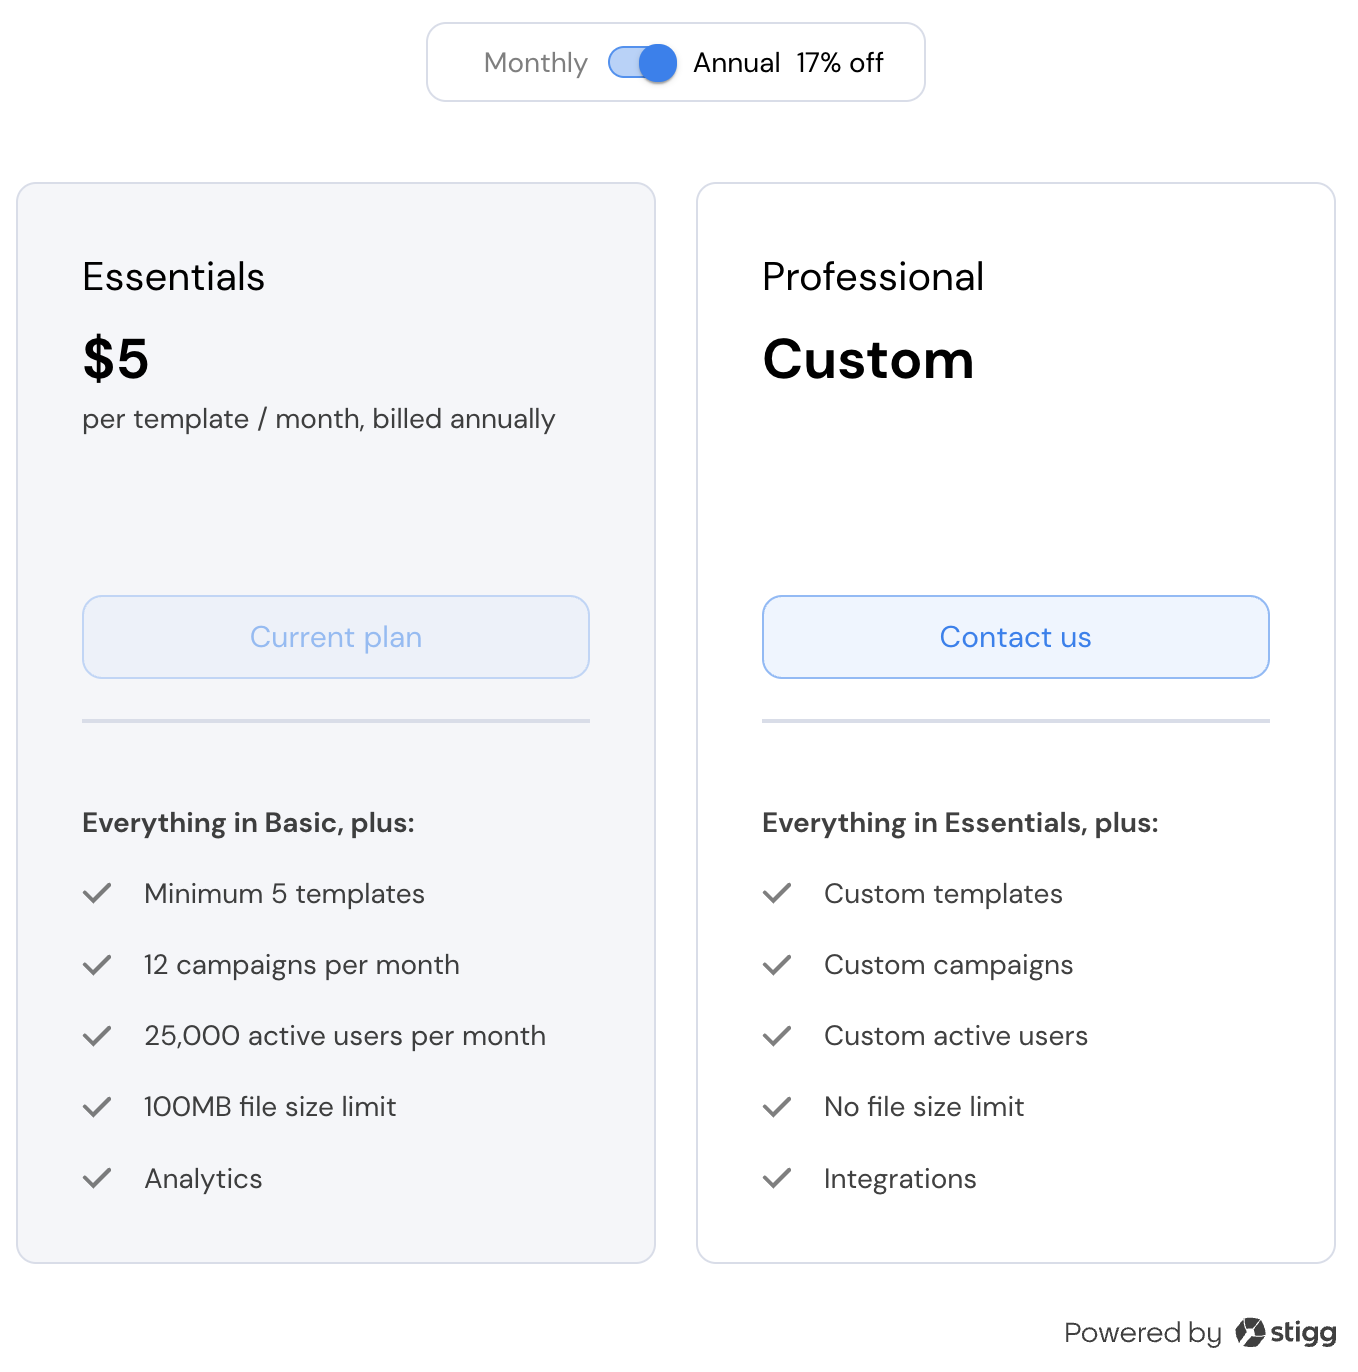 Monthly Annual 17% off
Essentials
$5
per template / month, billed annually
Current plan
Everything in Basic, plus:
Minimum 5 templates
12 campaigns per month
25,000 active users per month
100MB file size limit
Analytics
Professional
Custom
Contact us
Everything in Essentials, plus:
Custom templates
Custom campaigns
Custom active users
No file size limit
Integrations
Powered by stigg